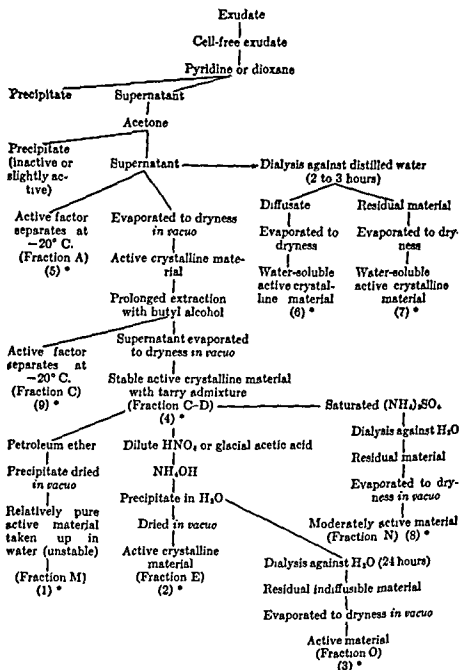 Exudate
Cell-free exudate
Pyridine or dioxane
Precipitate
Supernatant
Acetone
Precipitate
(inactive or
slightly ac-
tive)
Supernatant
Dialysis against distilled water
(2 to 3 hours)
Active factor
separates at
−20° C.
(Fraction A)
(5) *
Evaporated to dryness
in vacuo
Active crystalline mate-
rial
Prolonged extraction
with butyl alcohol
Diffusate
Evaporated to
dryness
Water-soluble
active crystal-
line material
(6) *
Residual material
Evaporated to dry-
ness
Water-soluble
active crystalline
material
(7) *
Active factor
separates at
−20° C.
(Fraction C)
(9) *
Supernatant evaporated
to dryness in vacuo
Stable active crystalline material
with tarry admixture
(Fraction C-D)
(4) *
Saturated (NH₄)₂SO₄
Dialysis against H₂O
Residual material
Evaporated to dry-
ness in vacuo
Moderately active material
(Fraction N) (8) *
Petroleum ether
Precipitate dried
in vacuo
Relatively pure
active material
taken up in
water (unstable)
(Fraction M)
(1) *
Dilute HNO₃ or glacial acetic acid
NH₄OH
Precipitate in H₂O
Dried in vacuo
Active crystalline
material
(Fraction E)
(2) *
Dialysis against H₂O (24 hours)
Residual indiffusible material
Evaporated to dryness in vacuo
Active material
(Fraction O)
(3) *